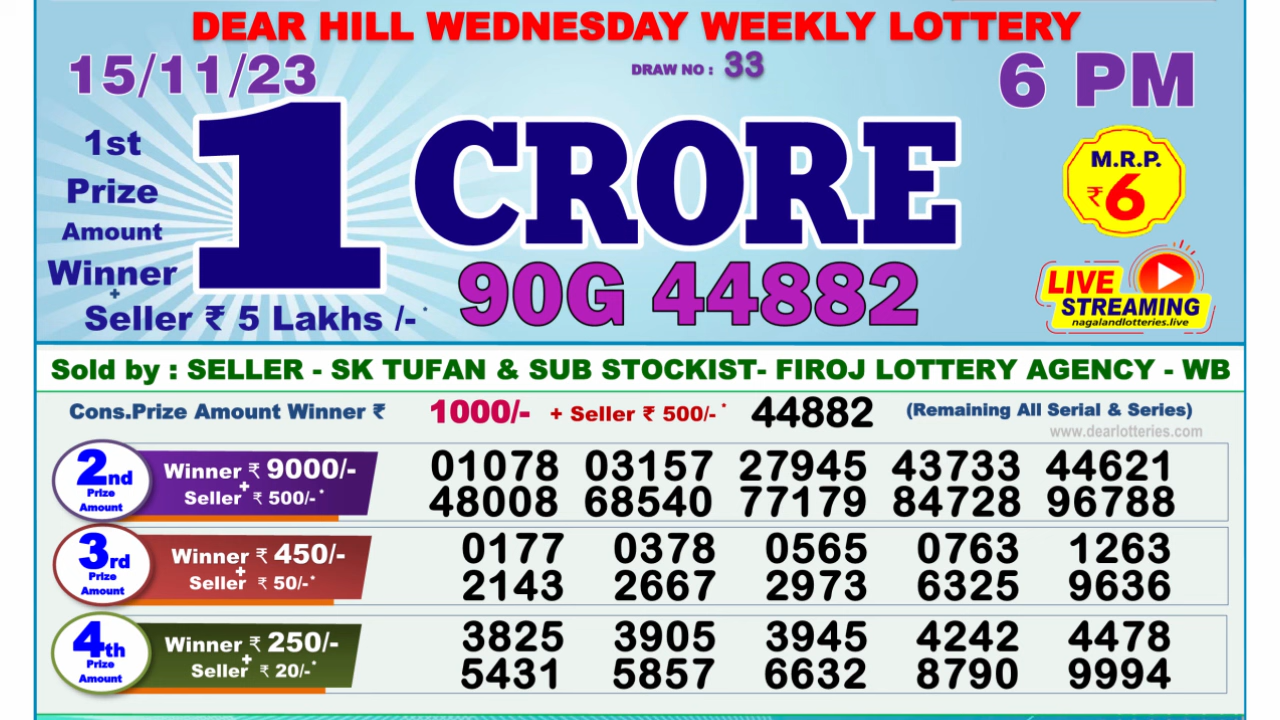 DEAR HILL WEDNESDAY WEEKLY LOTTERY
15/11/23
DRAW NO : 33
6 PM
1st
Prize
Amount
Winner
+
Seller ₹ 5 Lakhs /-*
1 CRORE
90G 44882
M.R.P.
₹6
LIVE
STREAMING
nagalandlotteries.live
Sold by : SELLER - SK TUFAN & SUB STOCKIST- FIROJ LOTTERY AGENCY - WB
Cons.Prize Amount Winner ₹ 1000/- + Seller ₹ 500/-* 44882 (Remaining All Serial & Series)
www.dearlotteries.com
2nd
Prize
Amount
Winner ₹ 9000/-
+
Seller ₹ 500/-*
01078 03157 27945 43733 44621
48008 68540 77179 84728 96788
3rd
Prize
Amount
Winner ₹ 450/-
+
Seller ₹ 50/-*
0177 0378 0565 0763 1263
2143 2667 2973 6325 9636
4th
Prize
Amount
Winner ₹ 250/-
+
Seller ₹ 20/-*
3825 3905 3945 4242 4478
5431 5857 6632 8790 9994